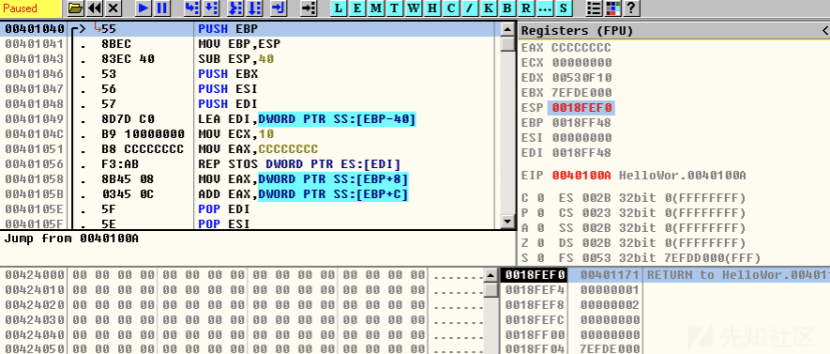 Paused L E M T W H C / K B R ... S ?
00401040 55 PUSH EBP
00401041 . 8BEC MOV EBP,ESP
00401043 . 83EC 40 SUB ESP,40
00401046 . 53 PUSH EBX
00401047 . 56 PUSH ESI
00401048 . 57 PUSH EDI
00401049 . 8D7D C0 LEA EDI,DWORD PTR SS:[EBP-40]
0040104C . B9 10000000 MOV ECX,10
00401051 . B8 CCCCCCCC MOV EAX,CCCCCCCC
00401056 . F3:AB REP STOS DWORD PTR ES:[EDI]
00401058 . 8B45 08 MOV EAX,DWORD PTR SS:[EBP+8]
0040105B . 0345 0C ADD EAX,DWORD PTR SS:[EBP+C]
0040105E . 5F POP EDI
0040105F . 5E POP ESI
Jump from 0040100A
Registers (FPU) <
EAX CCCCCCCC
ECX 00000000
EDX 00530F10
EBX 7EFDE000
ESP 0018FEF0
EBP 0018FF48
ESI 00000000
EDI 0018FF48
EIP 0040100A HelloWor.0040100A
C 0 ES 002B 32bit 0(FFFFFFFF)
P 0 CS 0023 32bit 0(FFFFFFFF)
A 0 SS 002B 32bit 0(FFFFFFFF)
Z 0 DS 002B 32bit 0(FFFFFFFF)
S 0 FS 0053 32bit 7EFDD000(FFF)
00424000 00 00 00 00 00 00 00 00 00 00 00 00 00 00 00 00 .......
00424010 00 00 00 00 00 00 00 00 00 00 00 00 00 00 00 00 .......
00424020 00 00 00 00 00 00 00 00 00 00 00 00 00 00 00 00 .......
00424030 00 00 00 00 00 00 00 00 00 00 00 00 00 00 00 00 .......
00424040 00 00 00 00 00 00 00 00 00 00 00 00 00 00 00 00 .......
00424050 00 00 00 00 00 00 00 00 00 00 00 00 00 00 00 00 .......
0018FEF0 00401171 RETURN to HelloWor.004011
0018FEF4 00000001
0018FEF8 00000002
0018FEFC 00000000
0018FF00 00000000
0018FF04 7EFDE000
先知社区